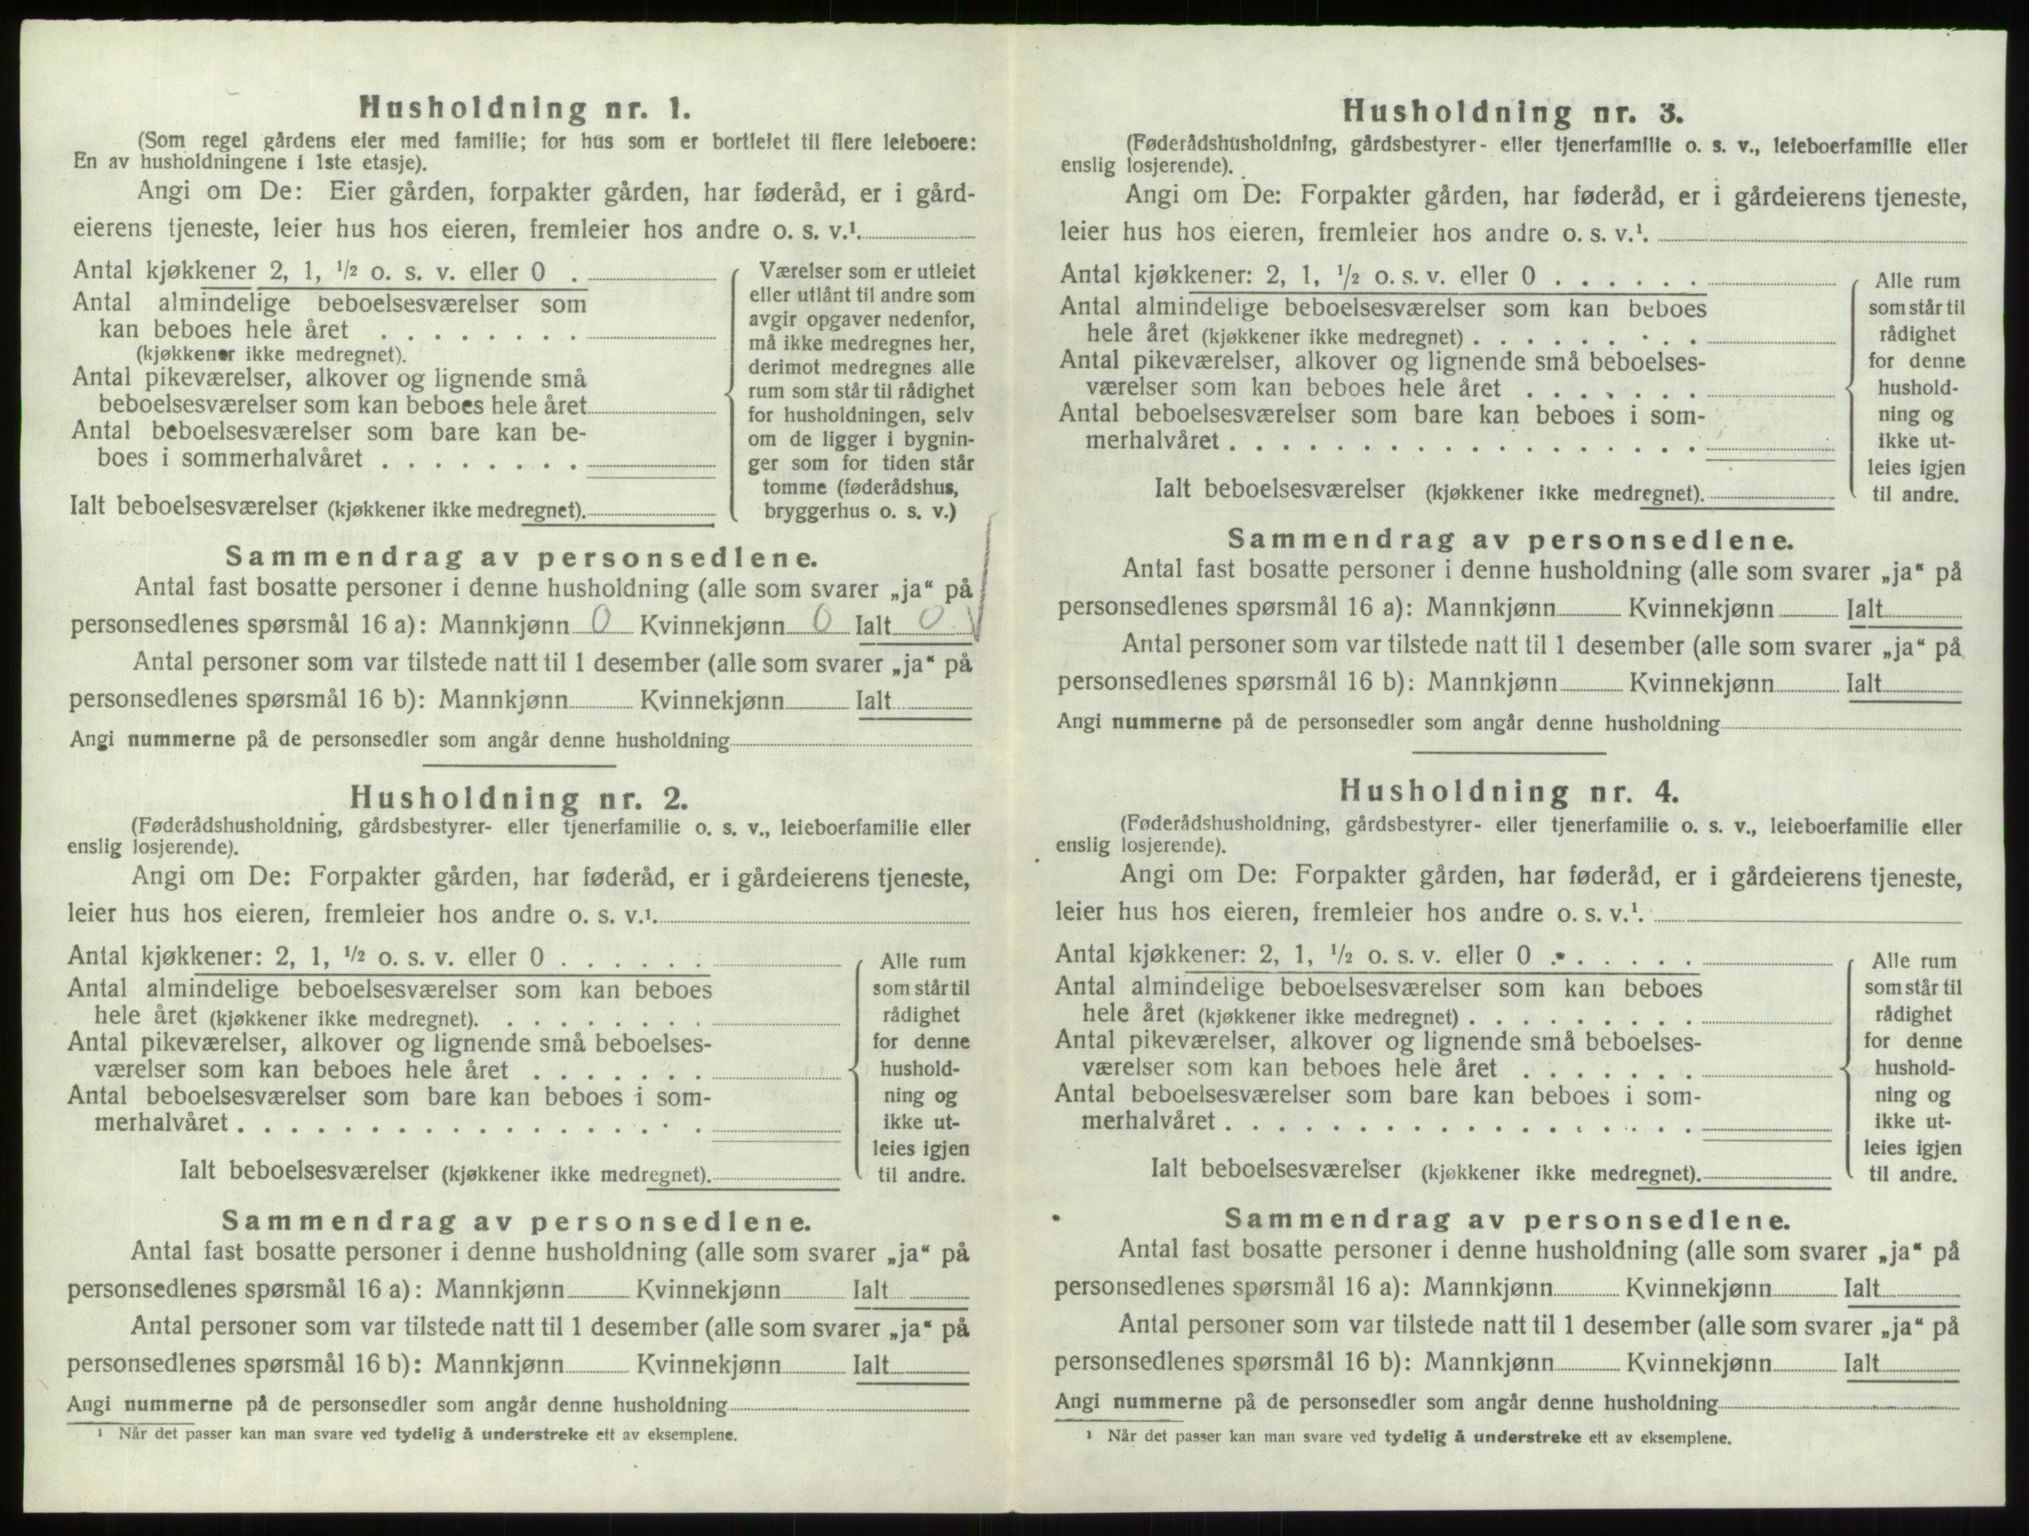 Husholdning nr. 1.
(Som regel gårdens eier med familie; for hus som er bortleiet til flere leieboere:
En av husholdningene i 1ste etasje).
Angi om De: Eier gården, forpakter gården, har føderåd, er i gård-
eierens tjeneste, leier hus hos eieren, fremleier hos andre o. s. v.¹.
Antal kjøkkener 2, 1, ½ o. s. v. eller 0 .
Antal almindelige beboelsesværelser som
kan beboes hele året . . . . . . . .
(kjøkkener ikke medregnet).
Antal pikeværelser, alkover og lignende små
beboelsesværelser som kan beboes hele året
Antal beboelsesværelser som bare kan be-
boes i sommerhalvåret . . . . . . . .
Ialt beboelsesværelser (kjøkkener ikke medregnet).
Værelser som er utleiet
eller utlånt til andre som
avgir opgaver nedenfor,
må ikke medregnes her,
derimot medregnes alle
rum som står til rådighet
for husholdningen, selv
om de ligger i bygnin-
ger som for tiden står
tomme (føderådshus,
bryggerhus o. s. v.)
Sammendrag av personsedlene.
Antal fast bosatte personer i denne husholdning (alle som svarer „ja“ på
personsedlenes spørsmål 16 a): Mannkjønn 0 Kvinnekjønn 0 Ialt 0
Antal personer som var tilstede natt til 1 desember (alle som svarer „ja“ på
personsedlenes spørsmål 16 b): Mannkjønn Kvinnekjønn Ialt
Angi nummerne på de personsedler som angår denne husholdning
Husholdning nr. 2.
(Føderådshusholdning, gårdsbestyrer- eller tjenerfamilie o. s. v., leieboerfamilie eller
enslig losjerende).
Angi om De: Forpakter gården, har føderåd, er i gårdeierens tjeneste,
leier hus hos eieren, fremleier hos andre o. s. v.¹.
Antal kjøkkener: 2, 1, ½ o. s. v. eller 0 . . . . . .
Antal almindelige beboelsesværelser som kan beboes
hele året (kjøkkener ikke medregnet). . . . . . . . .
Antal pikeværelser, alkover og lignende små beboelses-
værelser som kan beboes hele året . . . . . . .
Antal beboelsesværelser som bare kan beboes i som-
merhalvåret . . . . . . . . . . . . . . . . . .
Ialt beboelsesværelser (kjøkkener ikke medregnet).
Alle rum
som står til
rådighet
for denne
hushold-
ning og
ikke ut-
leies igjen
til andre.
Sammendrag av personsedlene.
Antal fast bosatte personer i denne husholdning (alle som svarer „ja“ på
personsedlenes spørsmål 16 a): Mannkjønn Kvinnekjønn Ialt
Antal personer som var tilstede natt til 1 desember (alle som svarer „ja“ på
personsedlenes spørsmål 16 b): Mannkjønn Kvinnekjønn Ialt
Angi nummerne på de personsedler som angår denne husholdning
¹ Når det passer kan man svare ved tydelig å understreke ett av eksemplene.
Husholdning nr. 3.
(Føderådshusholdning, gårdsbestyrer- eller tjenerfamilie o. s. v., leieboerfamilie eller
enslig losjerende).
Angi om De: Forpakter gården, har føderåd, er i gårdeierens tjeneste,
leier hus hos eieren, fremleier hos andre o. s. v.¹.
Antal kjøkkener: 2, 1, ½ o. s. v. eller 0 . . . . . .
Antal almindelige beboelsesværelser som kan beboes
hele året (kjøkkener ikke medregnet) . . . . . . . . .
Antal pikeværelser, alkover og lignende små beboelses-
værelser som kan beboes hele året . . . . . . .
Antal beboelsesværelser som bare kan beboes i som-
merhalvåret . . . . . . . . . . . . . . . . . .
Ialt beboelsesværelser (kjøkkener ikke medregnet).
Alle rum
som står til
rådighet
for denne
hushold-
ning og
ikke ut-
leies igjen
til andre.
Sammendrag av personsedlene.
Antal fast bosatte personer i denne husholdning (alle som svarer „ja“ på
personsedlenes spørsmål 16 a): Mannkjønn Kvinnekjønn Ialt
Antal personer som var tilstede natt til 1 desember (alle som svarer „ja“ på
personsedlenes spørsmål 16 b): Mannkjønn Kvinnekjønn Ialt
Angi nummerne på de personsedler som angår denne husholdning
Husholdning nr. 4.
(Føderådshusholdning, gårdsbestyrer- eller tjenerfamilie o. s. v., leieboerfamilie eller
enslig losjerende).
Angi om De: Forpakter gården, har føderåd, er i gårdeierens tjeneste,
leier hus hos eieren, fremleier hos andre o. s. v.¹.
Antal kjøkkener: 2, 1, ½ o. s. v. eller 0 . . . . . .
Antal almindelige beboelsesværelser som kan beboes
hele året (kjøkkener ikke medregnet) . . . . . . . . .
Antal pikeværelser, alkover og lignende små beboelses-
værelser som kan beboes hele året . . . . . . .
Antal beboelsesværelser som bare kan beboes i som-
merhalvåret . . . . . . . . . . . . . . . . . .
Ialt beboelsesværelser (kjøkkener ikke medregnet).
Alle rum
som står til
rådighet
for denne
hushold-
ning og
ikke ut-
leies igjen
til andre.
Sammendrag av personsedlene.
Antal fast bosatte personer i denne husholdning (alle som svarer „ja“ på
personsedlenes spørsmål 16 a): Mannkjønn Kvinnekjønn Ialt
Antal personer som var tilstede natt til 1 desember (alle som svarer „ja“ på
personsedlenes spørsmål 16 b): Mannkjønn Kvinnekjønn Ialt
Angi nummerne på de personsedler som angår denne husholdning
¹ Når det passer kan man svare ved tydelig å understreke ett av eksemplene.